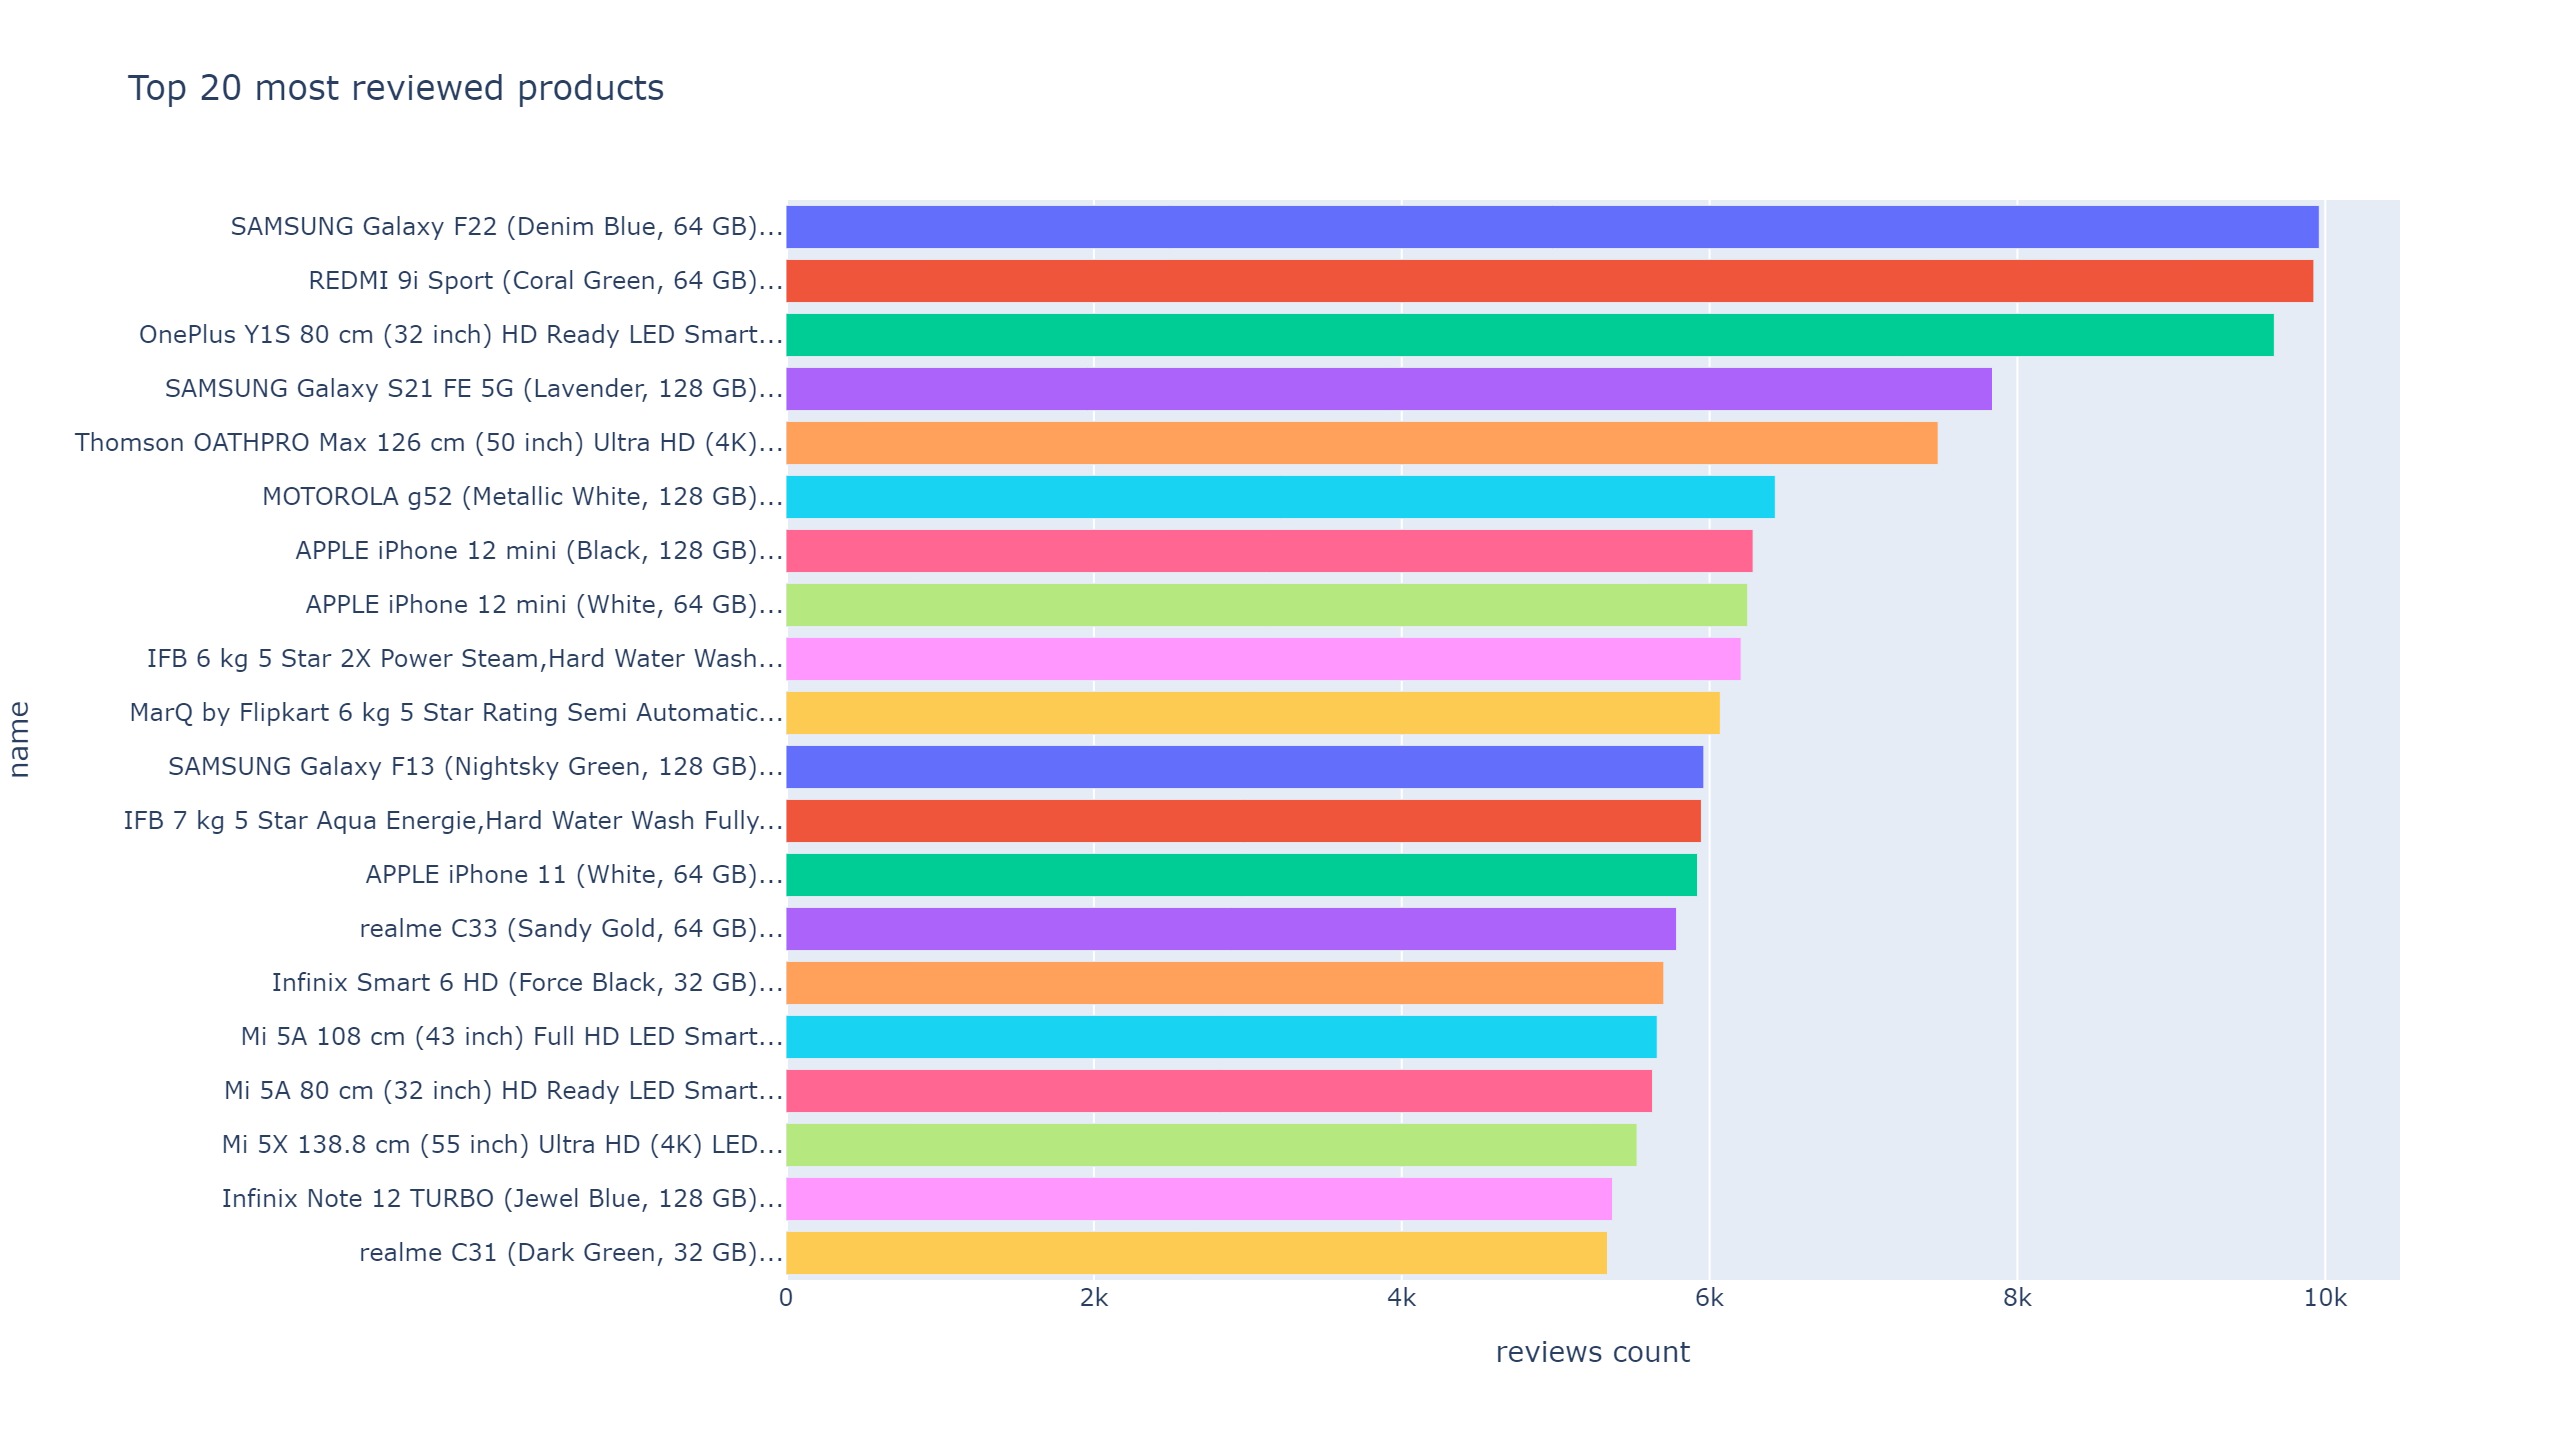 Top 20 most reviewed products
SAMSUNG Galaxy F22 (Denim Blue, 64 GB)...
REDMI 9i Sport (Coral Green, 64 GB)...
OnePlus Y1S 80 cm (32 inch) HD Ready LED Smart...
SAMSUNG Galaxy S21 FE 5G (Lavender, 128 GB)...
Thomson OATHPRO Max 126 cm (50 inch) Ultra HD (4K)...
MOTOROLA g52 (Metallic White, 128 GB)...
APPLE iPhone 12 mini (Black, 128 GB)...
APPLE iPhone 12 mini (White, 64 GB)...
IFB 6 kg 5 Star 2X Power Steam,Hard Water Wash...
MarQ by Flipkart 6 kg 5 Star Rating Semi Automatic...
SAMSUNG Galaxy F13 (Nightsky Green, 128 GB)...
IFB 7 kg 5 Star Aqua Energie,Hard Water Wash Fully...
APPLE iPhone 11 (White, 64 GB)...
realme C33 (Sandy Gold, 64 GB)...
Infinix Smart 6 HD (Force Black, 32 GB)...
Mi 5A 108 cm (43 inch) Full HD LED Smart...
Mi 5A 80 cm (32 inch) HD Ready LED Smart...
Mi 5X 138.8 cm (55 inch) Ultra HD (4K) LED...
Infinix Note 12 TURBO (Jewel Blue, 128 GB)...
realme C31 (Dark Green, 32 GB)...
name
0 2k 4k 6k 8k 10k
reviews count